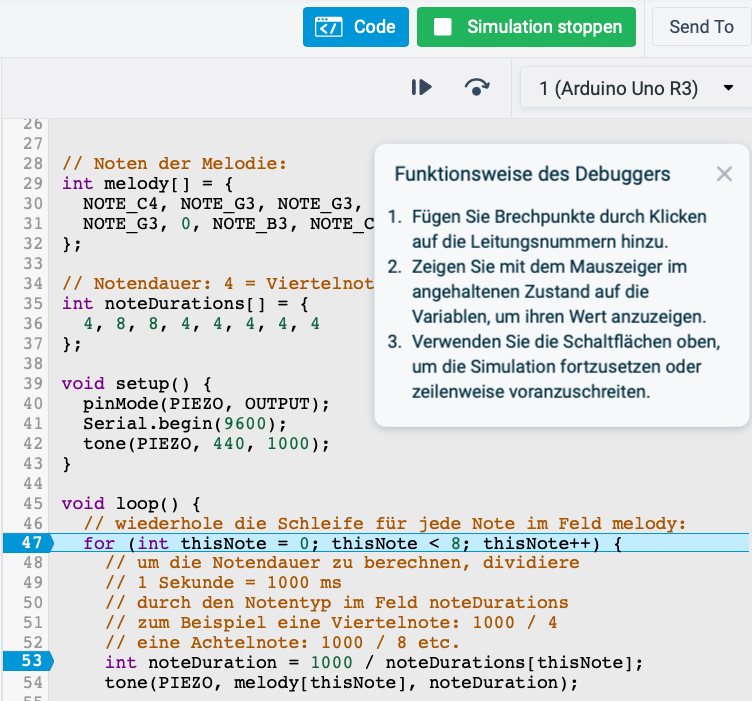 Code
Simulation stoppen
Send To
1 (Arduino Uno R3)
26
27
28 // Noten der Melodie:
29 int melody[] = {
30 NOTE_C4, NOTE_G3, NOTE_G3,
31 NOTE_G3, 0, NOTE_B3, NOTE_C
32 };
33
34 // Notendauer: 4 = Viertelnot
35 int noteDurations[] = {
36 4, 8, 8, 4, 4, 4, 4, 4
37 };
38
39 void setup() {
40 pinMode(PIEZO, OUTPUT);
41 Serial.begin(9600);
42 tone(PIEZO, 440, 1000);
43 }
44
45 void loop() {
46 // wiederhole die Schleife für jede Note im Feld melody:
47 for (int thisNote = 0; thisNote < 8; thisNote++) {
48 // um die Notendauer zu berechnen, dividiere
49 // 1 Sekunde = 1000 ms
50 // durch den Notentyp im Feld noteDurations
51 // zum Beispiel eine Viertelnote: 1000 / 4
52 // eine Achtelnote: 1000 / 8 etc.
53 int noteDuration = 1000 / noteDurations[thisNote];
54 tone(PIEZO, melody[thisNote], noteDuration);
Funktionsweise des Debuggers
1. Fügen Sie Brechpunkte durch Klicken
auf die Leitungsnummern hinzu.
2. Zeigen Sie mit dem Mauszeiger im
angehaltenen Zustand auf die
Variablen, um ihren Wert anzuzeigen.
3. Verwenden Sie die Schaltflächen oben,
um die Simulation fortzusetzen oder
zeilenweise voranzuschreiten.